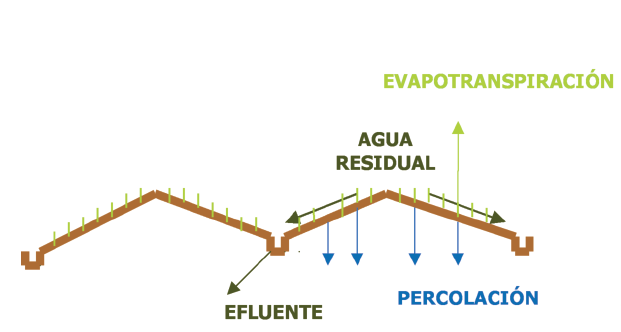 EVAPOTRANSPIRACIÓN
AGUA
RESIDUAL
PERCOLACIÓN
EFLUENTE